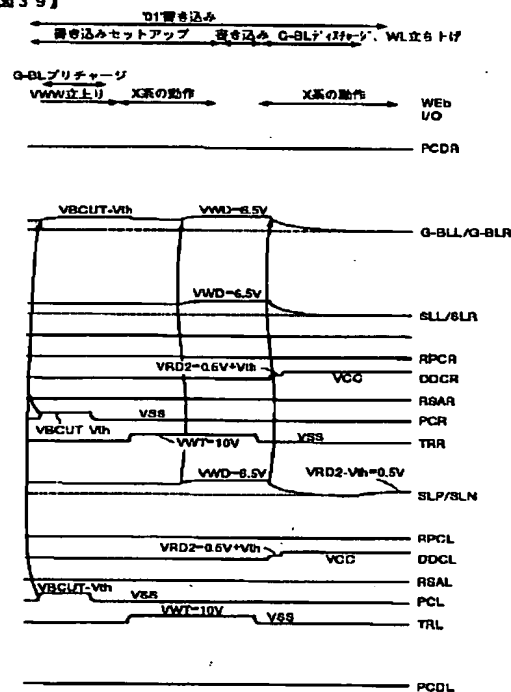 【図39】
'01'書き込み
書き込みセットアップ 書き込み G-BLディスチャージ、WL立ち上げ
G-BLプリチャージ
VWW立上り X系の動作 X系の動作 WEb
I/O
PCDR
VBCUT-Vth VWD=6.5V
G-BLL/G-BLR
VWD=6.5V
SLL/SLR
RPCR
VRD2=0.5V+Vth VCC DDCR
RSAR
VSS PCR
VBCUT-Vth VWT=10V VSS TRR
VWD=6.5V VRD2-Vth=0.5V
SLP/SLN
RPCL
VRD2=0.5V+Vth VCC DDCL
RSAL
VBCUT-Vth VSS PCL
VWT=10V VSS TRL
PCDL